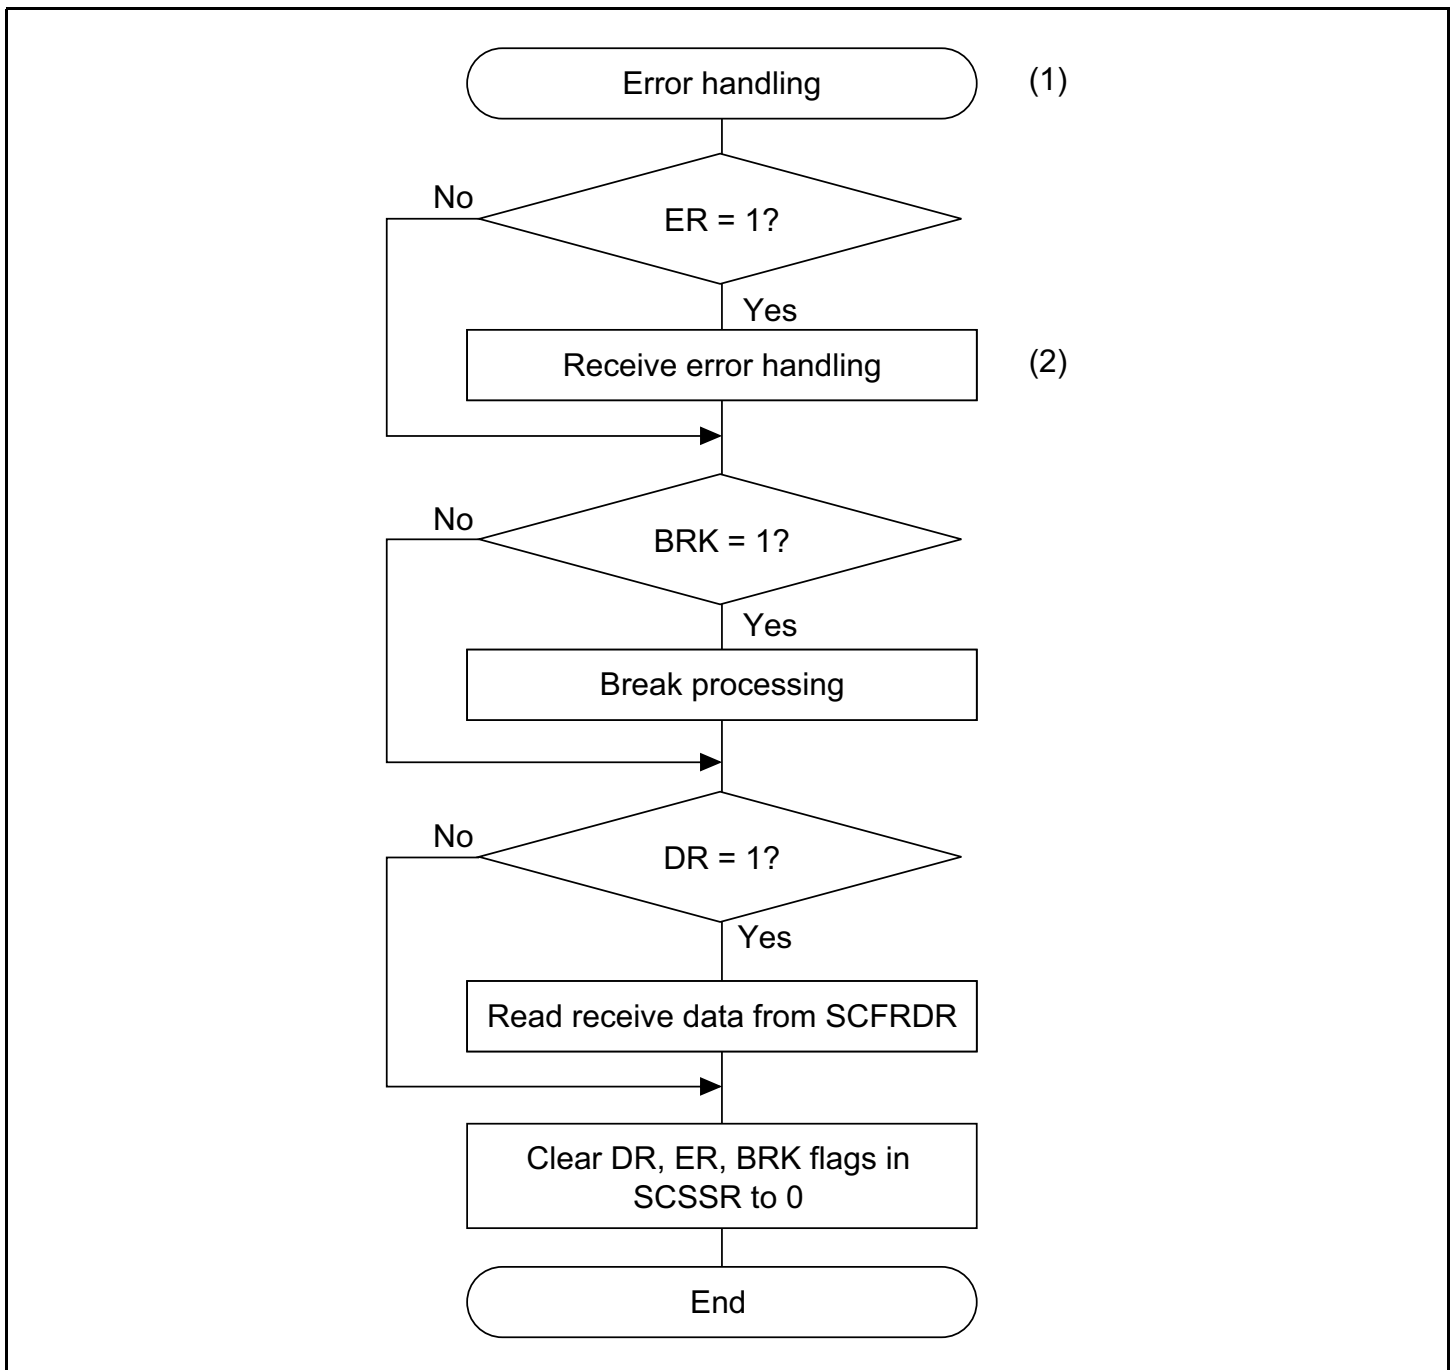 Error handling
(1)
No
ER = 1?
Yes
Receive error handling
(2)
No
BRK = 1?
Yes
Break processing
No
DR = 1?
Yes
Read receive data from SCFRDR
Clear DR, ER, BRK flags in
SCSSR to 0
End